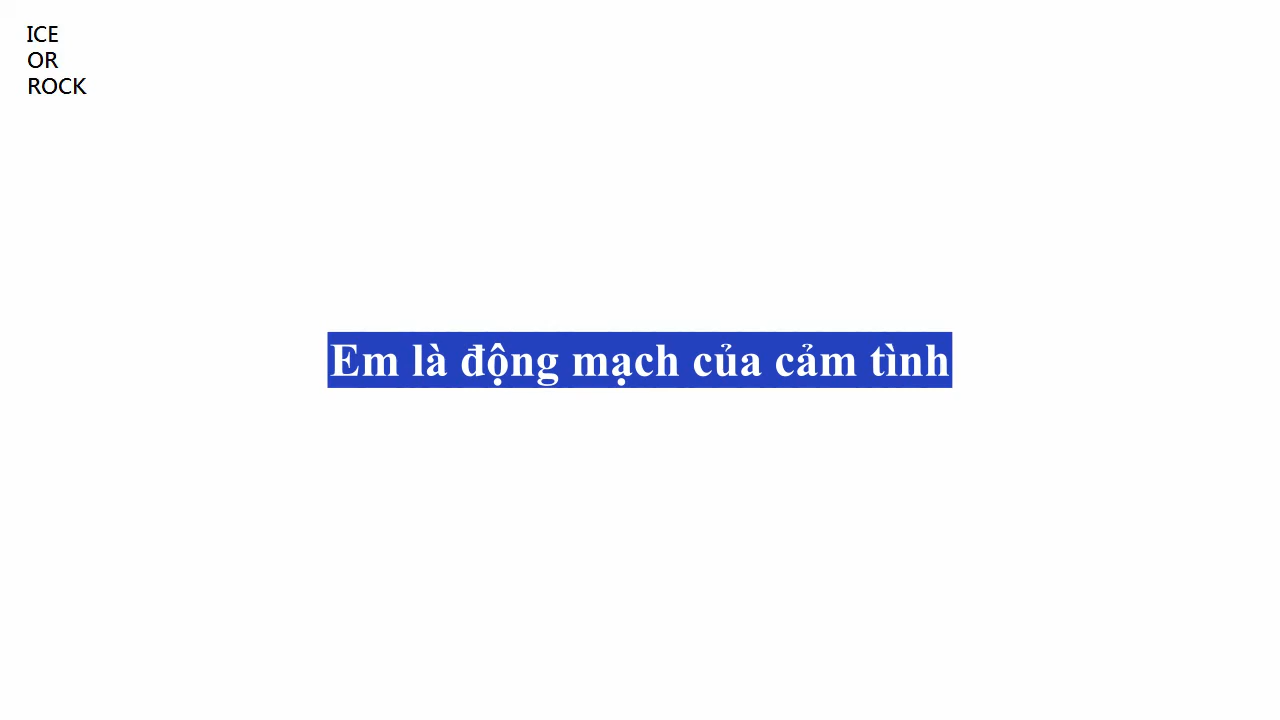 ICE
OR
ROCK
Em là động mạch của cảm tình